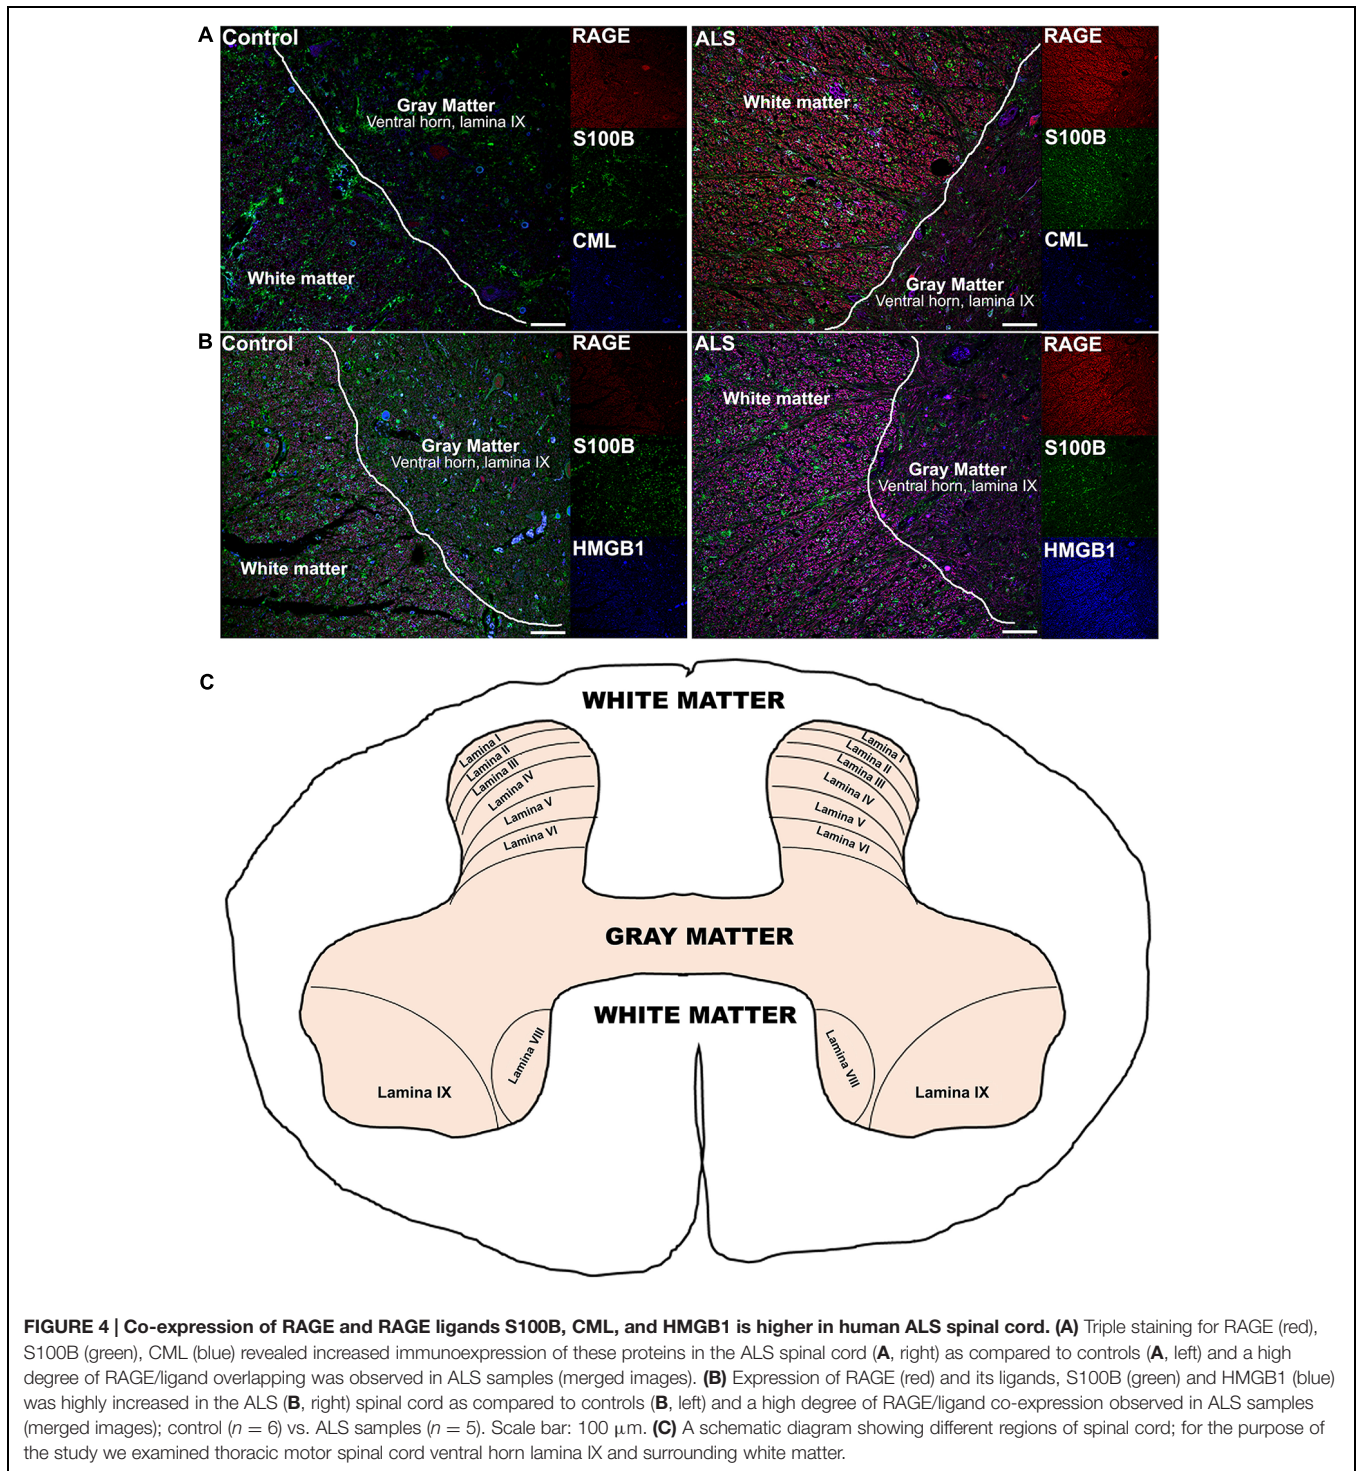 A
Control
RAGE
Gray Matter
Ventral horn, lamina IX
S100B
CML
White matter
ALS
RAGE
White matter
S100B
CML
Gray Matter
Ventral horn, lamina IX
B
Control
RAGE
Gray Matter
Ventral horn, lamina IX
S100B
HMGB1
White matter
ALS
RAGE
White matter
S100B
Gray Matter
Ventral horn, lamina IX
HMGB1
C
WHITE MATTER
Lamina I
Lamina II
Lamina III
Lamina IV
Lamina V
Lamina VI
Lamina I
Lamina II
Lamina III
Lamina IV
Lamina V
Lamina VI
GRAY MATTER
WHITE MATTER
Lamina VIII
Lamina VIII
Lamina IX
Lamina IX
FIGURE 4 | Co-expression of RAGE and RAGE ligands S100B, CML, and HMGB1 is higher in human ALS spinal cord. (A) Triple staining for RAGE (red),
S100B (green), CML (blue) revealed increased immunoexpression of these proteins in the ALS spinal cord (A, right) as compared to controls (A, left) and a high
degree of RAGE/ligand overlapping was observed in ALS samples (merged images). (B) Expression of RAGE (red) and its ligands, S100B (green) and HMGB1 (blue)
was highly increased in the ALS (B, right) spinal cord as compared to controls (B, left) and a high degree of RAGE/ligand co-expression observed in ALS samples
(merged images); control (n = 6) vs. ALS samples (n = 5). Scale bar: 100 μm. (C) A schematic diagram showing different regions of spinal cord; for the purpose of
the study we examined thoracic motor spinal cord ventral horn lamina IX and surrounding white matter.